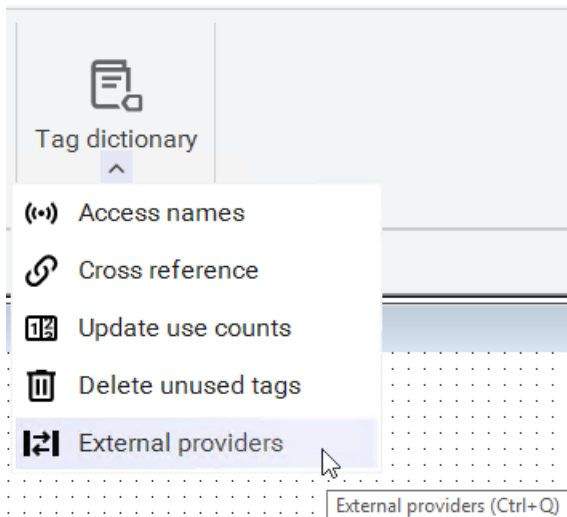 Tag dictionary
Access names
Cross reference
Update use counts
Delete unused tags
External providers
External providers (Ctrl+Q)